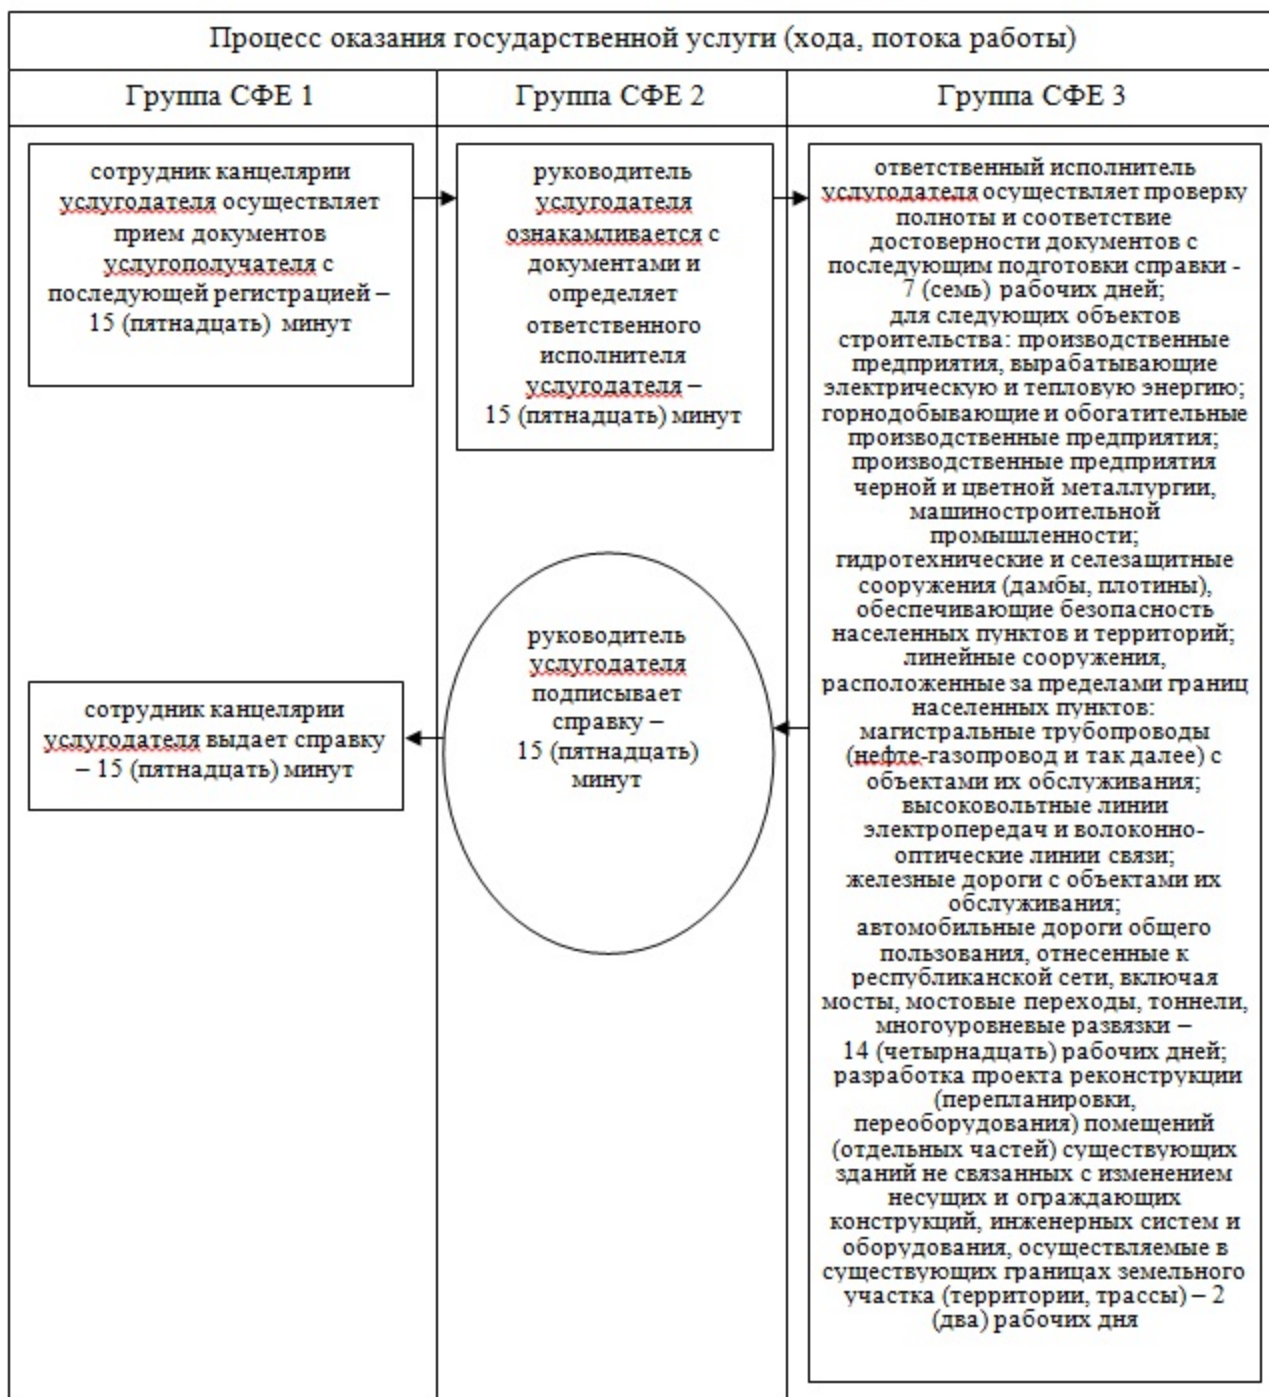 Процесс оказания государственной услуги (хода, потока работы)
Группа СФЕ 1
Группа СФЕ 2
Группа СФЕ 3
сотрудник канцелярии
услугодателя осуществляет
прием документов
услугополучателя с
последующей регистрацией –
15 (пятнадцать) минут
руководитель
услугодателя
ознакамливается с
документами и
определяет
ответственного
исполнителя
услугодателя –
15 (пятнадцать) минут
ответственный исполнитель
услугодателя осуществляет проверку
полноты и соответствие
достоверности документов с
последующим подготовки справки -
7 (семь) рабочих дней;
для следующих объектов
строительства: производственные
предприятия, вырабатывающие
электрическую и тепловую энергию;
горнодобывающие и обогатительные
производственные предприятия;
производственные предприятия
черной и цветной металлургии,
машиностроительной
промышленности;
гидротехнические и селезащитные
сооружения (дамбы, плотины),
обеспечивающие безопасность
населенных пунктов и территорий;
линейные сооружения,
расположенные за пределами границ
населенных пунктов:
магистральные трубопроводы
(нефте-газопровод и так далее) с
объектами их обслуживания;
высоковольтные линии
электропередач и волоконно-
оптические линии связи;
железные дороги с объектами их
обслуживания;
автомобильные дороги общего
пользования, отнесенные к
республиканской сети, включая
мосты, мостовые переходы, тоннели,
многоуровневые развязки –
14 (четырнадцать) рабочих дней;
разработка проекта реконструкции
(перепланировки,
переоборудования) помещений
(отдельных частей) существующих
зданий не связанных с изменением
несущих и ограждающих
конструкций, инженерных систем и
оборудования, осуществляемые в
существующих границах земельного
участка (территории, трассы) – 2
(два) рабочих дня
руководитель
услугодателя
подписывает
справку –
15 (пятнадцать)
минут
сотрудник канцелярии
услугодателя выдает справку
– 15 (пятнадцать) минут